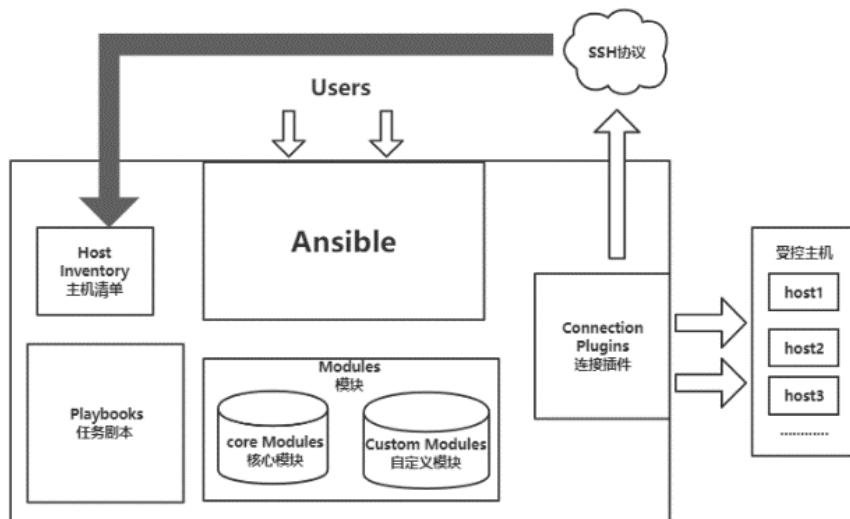 SSH协议
Users
Ansible
Host
Inventory
主机清单
受控主机
host1
host2
host3
............
Connection
Plugins
连接插件
Modules
模块
Playbooks
任务剧本
core Modules
核心模块
Custom Modules
自定义模块